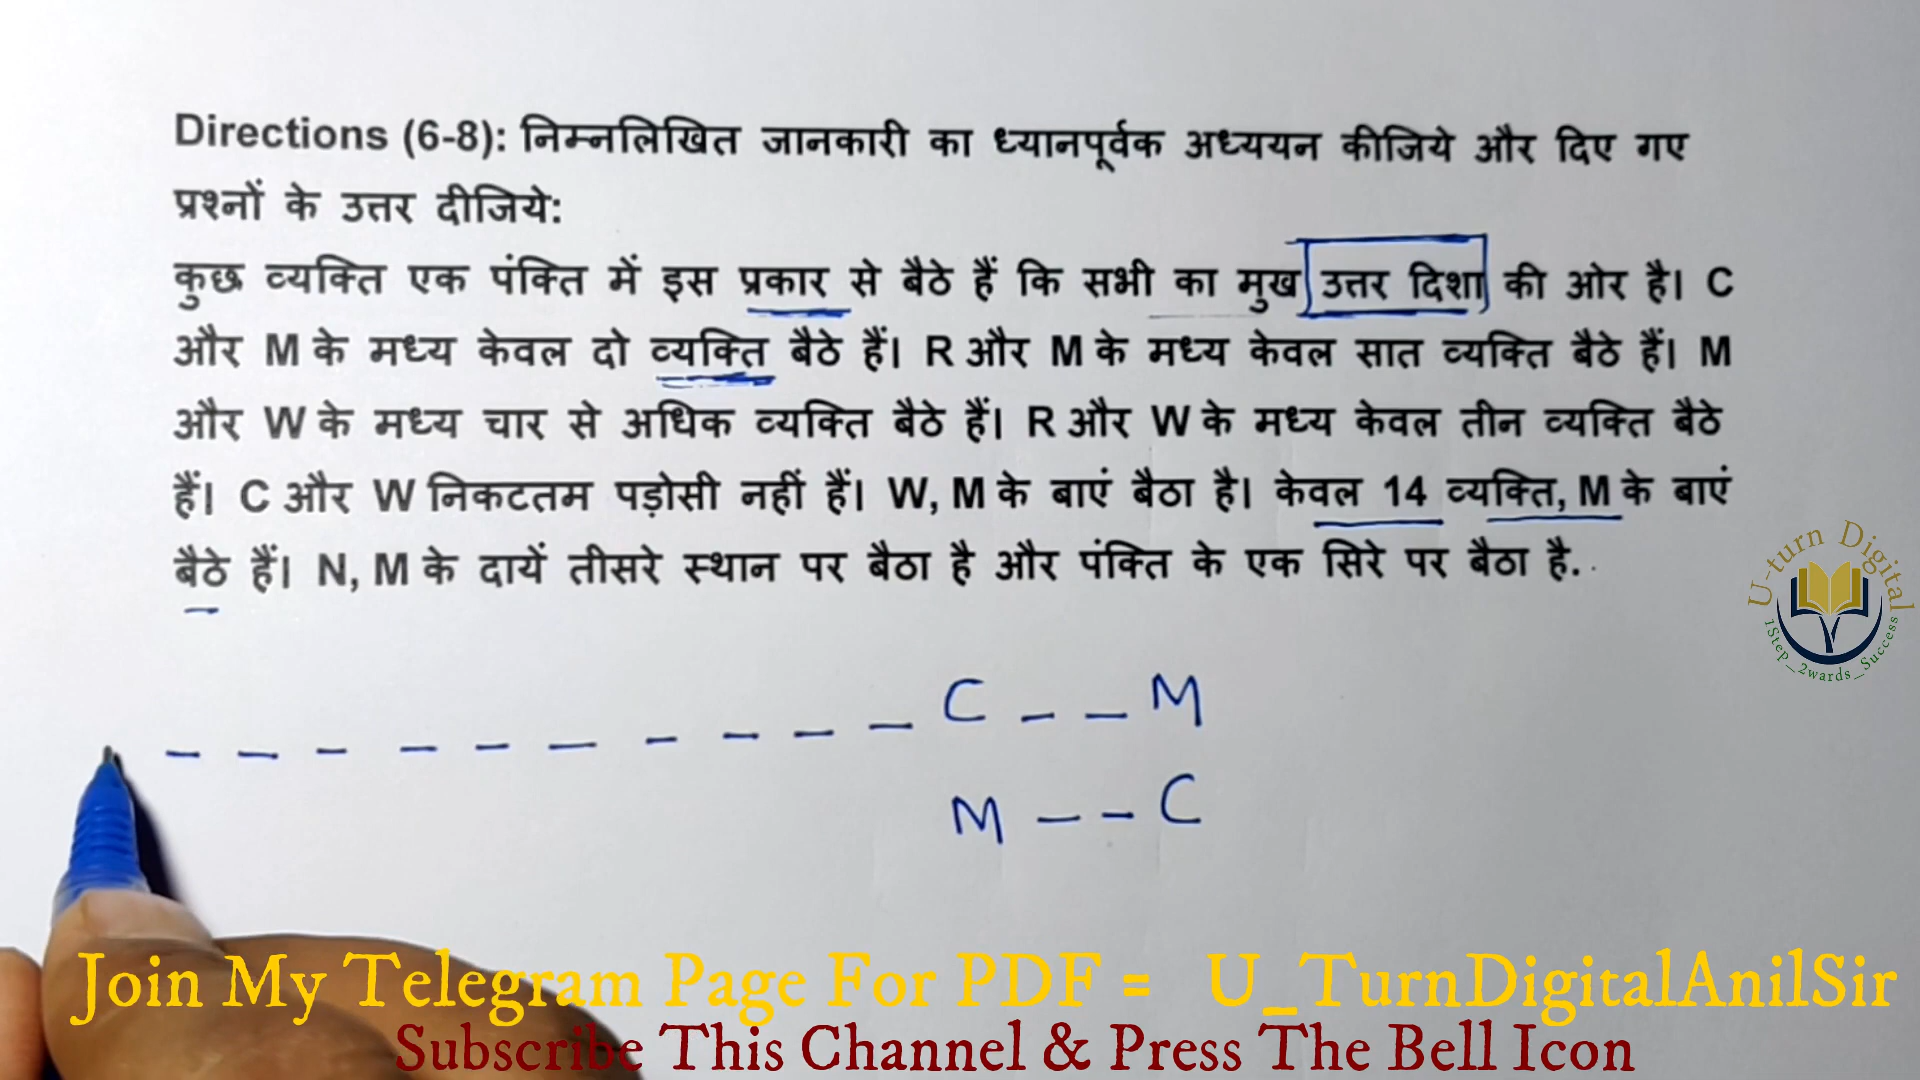 Directions (6-8): निम्नलिखित जानकारी का ध्यानपूर्वक अध्ययन कीजिये और दिए गए
प्रश्नों के उत्तर दीजिये:
कुछ व्यक्ति एक पंक्ति में इस प्रकार से बैठे हैं कि सभी का मुख उत्तर दिशा की ओर है। C
और M के मध्य केवल दो व्यक्ति बैठे हैं। R और M के मध्य केवल सात व्यक्ति बैठे हैं। M
और W के मध्य चार से अधिक व्यक्ति बैठे हैं। R और W के मध्य केवल तीन व्यक्ति बैठे
हैं। C और W निकटतम पड़ोसी नहीं हैं। W, M के बाएं बैठा है। केवल 14 व्यक्ति, M के बाएं
बैठे हैं। N, M के दायें तीसरे स्थान पर बैठा है और पंक्ति के एक सिरे पर बैठा है.
U-turn Digital
1Step_2wards_Success
_ _ _ _ _ _ _ _ _ _ C _ _ M
M _ _ C
Join My Telegram Page For PDF = U_TurnDigitalAnilSir
Subscribe This Channel & Press The Bell Icon